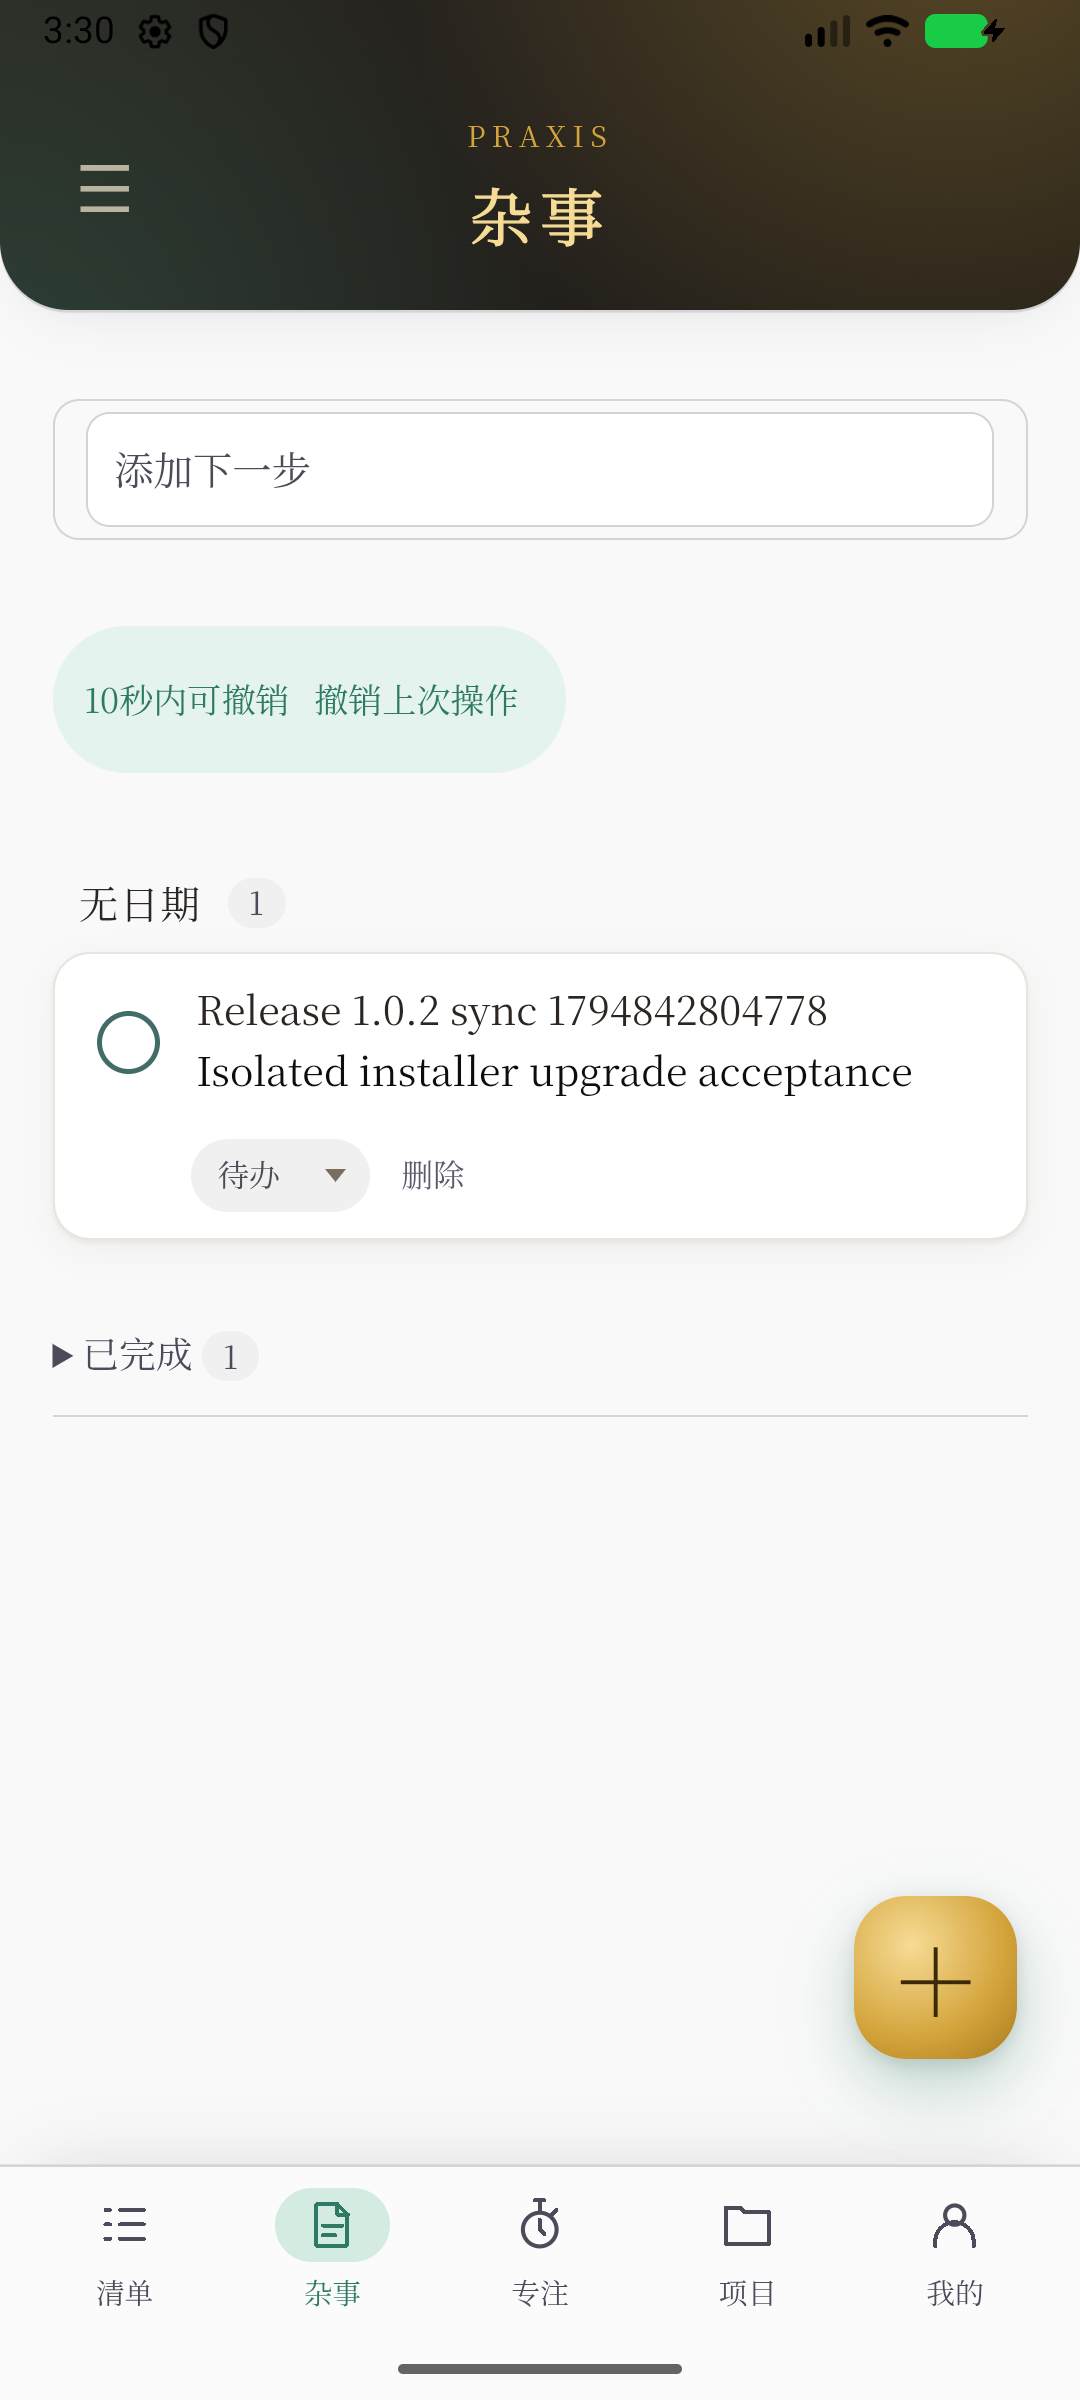 3:30
PRAXIS
杂事
添加下一步
10秒内可撤销 撤销上次操作
无日期 1
Release 1.0.2 sync 1794842804778
Isolated installer upgrade acceptance
待办 删除
已完成 1
清单 杂事 专注 项目 我的